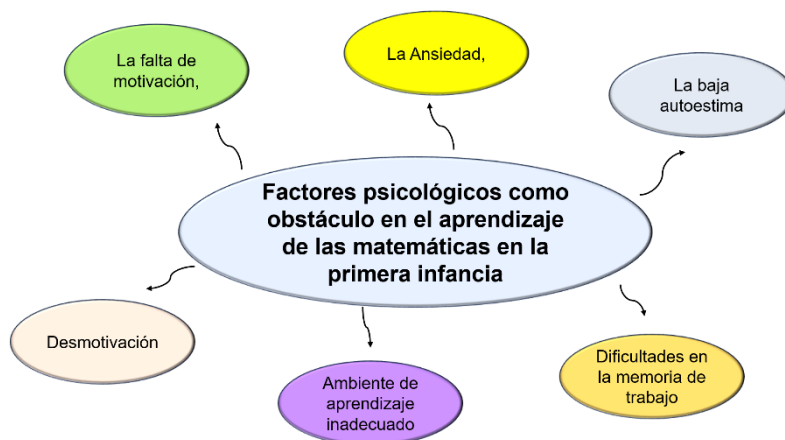 La falta de
motivación,
La Ansiedad,
La baja
autoestima
Factores psicológicos como
obstáculo en el aprendizaje
de las matemáticas en la
primera infancia
Desmotivación
Ambiente de
aprendizaje
inadecuado
Dificultades en
la memoria de
trabajo